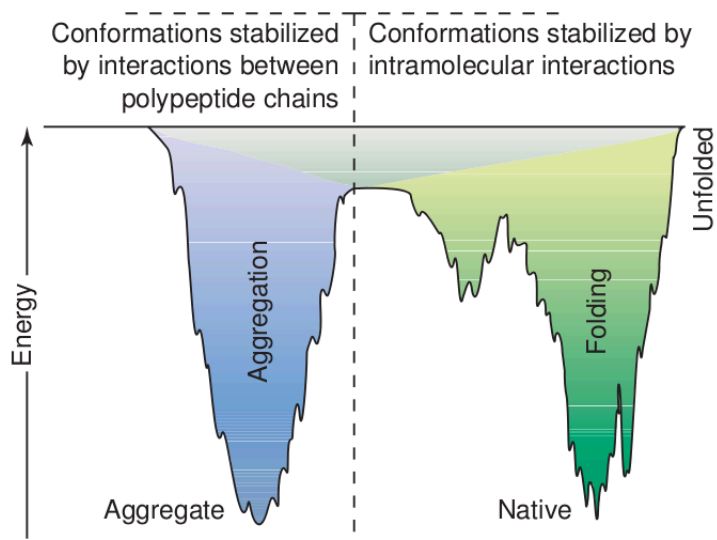 Conformations stabilized
by interactions between
polypeptide chains
Conformations stabilized by
intramolecular interactions
Energy
Aggregation
Folding
Unfolded
Aggregate
Native